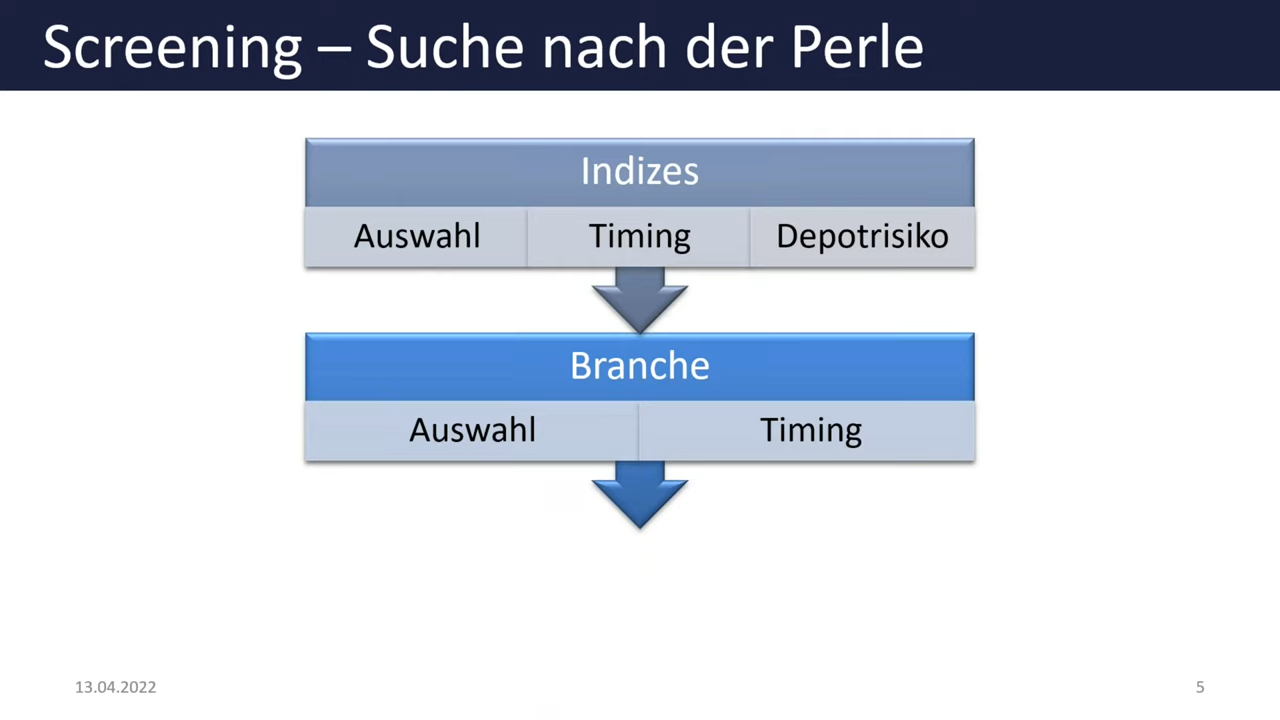 Screening – Suche nach der Perle
Indizes
Auswahl Timing Depotrisiko
Branche
Auswahl Timing
13.04.2022 5